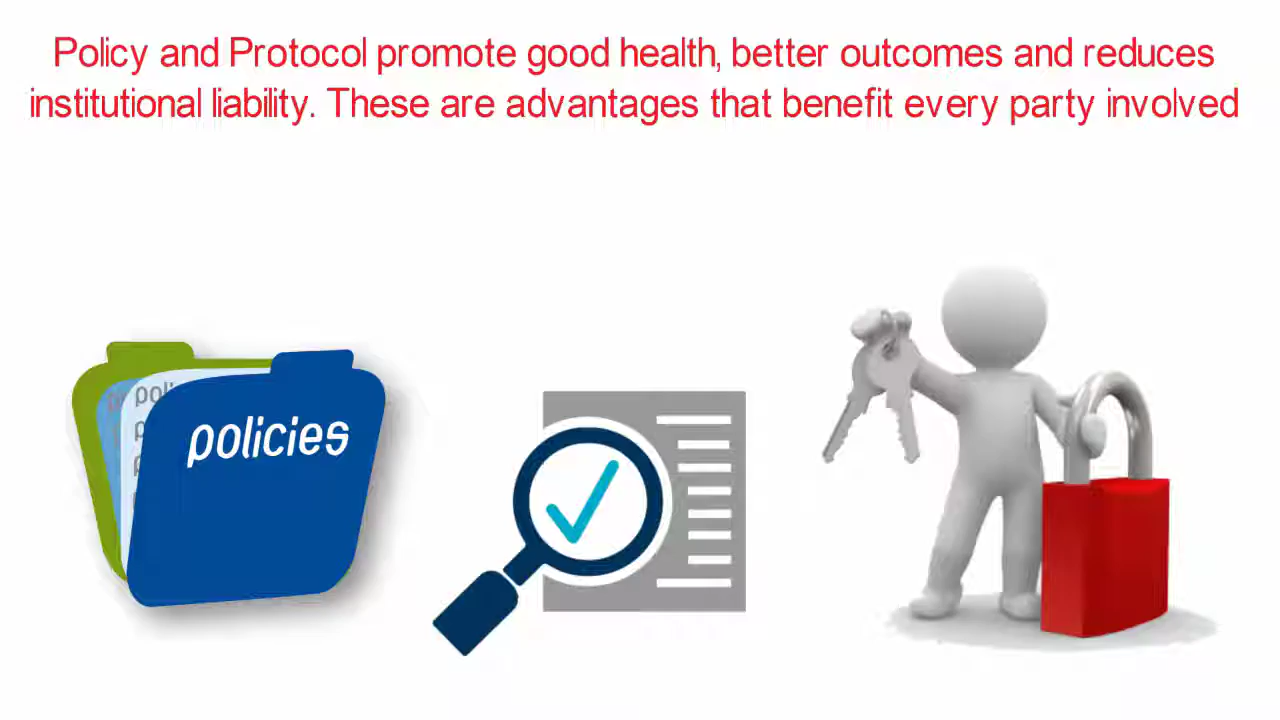 Policy and Protocol promote good health, better outcomes and reduces
institutional liability. These are advantages that benefit every party involved
policies